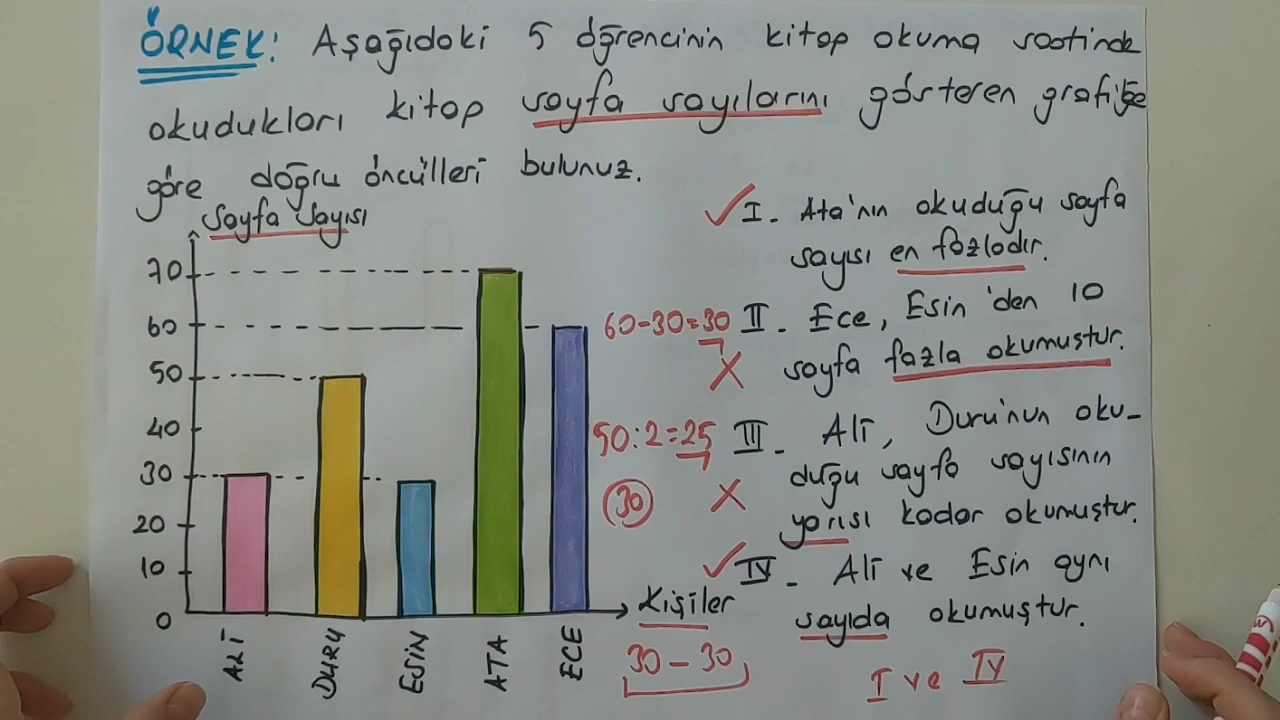 ÖRNEK: Aşağıdaki 5 öğrencinin kitap okuma saatinde
okudukları kitap sayfa sayılarını gösteren grafiğe
göre doğru öncülleri bulunuz.
Sayfa Sayısı
70
60
50
40
30
20
10
0
ALİ
DURU
ESİN
ATA
ECE
Kişiler
30-30
I. Ata'nın okuduğu sayfa
sayısı en fazladır.
60-30=30 II. Ece, Esin'den 10
sayfa fazla okumuştur.
50:2=25 III. Ali, Duru'nun oku-
duğu sayfa sayısının
30
yarısı kadar okumuştur.
IV. Ali ve Esin aynı
sayıda okumuştur.
I ve IV